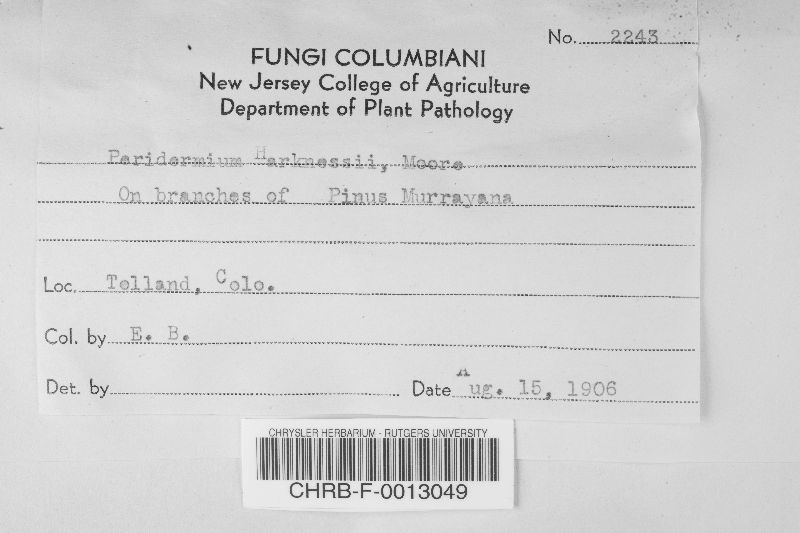 No. 2243
FUNGI COLUMBIANI
New Jersey College of Agriculture
Department of Plant Pathology
Peridermium Harknessii, Moore
On branches of Pinus Murrayana
Loc. Tolland, Colo.
Col. by E. B.
Det. by
Date Aug. 15, 1906
CHRYSLER HERBARIUM - RUTGERS UNIVERSITY
CHRB-F-0013049